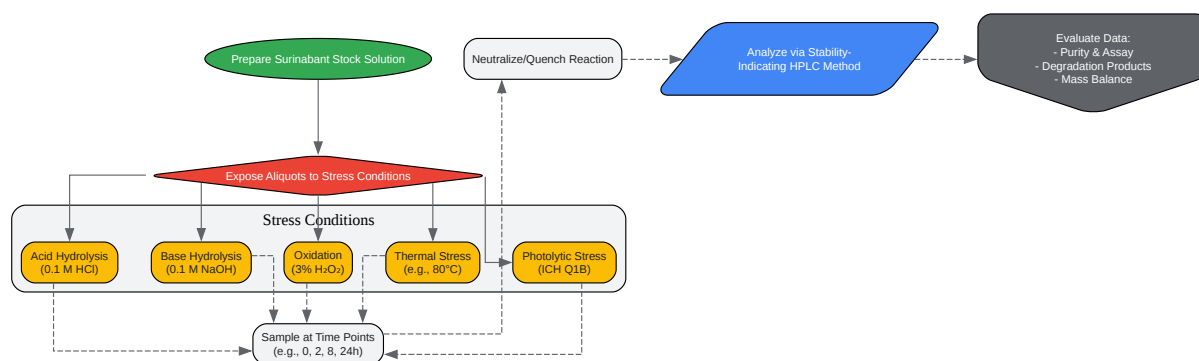 Prepare Surinabant Stock Solution
Neutralize/Quench Reaction
Analyze via Stability-
Indicating HPLC Method
Evaluate Data:
- Purity & Assay
- Degradation Products
- Mass Balance
Expose Aliquots to Stress Conditions
Stress Conditions
Acid Hydrolysis
(0.1 M HCl)
Base Hydrolysis
(0.1 M NaOH)
Oxidation
(3% H₂O₂)
Thermal Stress
(e.g., 80°C)
Photolytic Stress
(ICH Q1B)
Sample at Time Points
(e.g., 0, 2, 8, 24h)